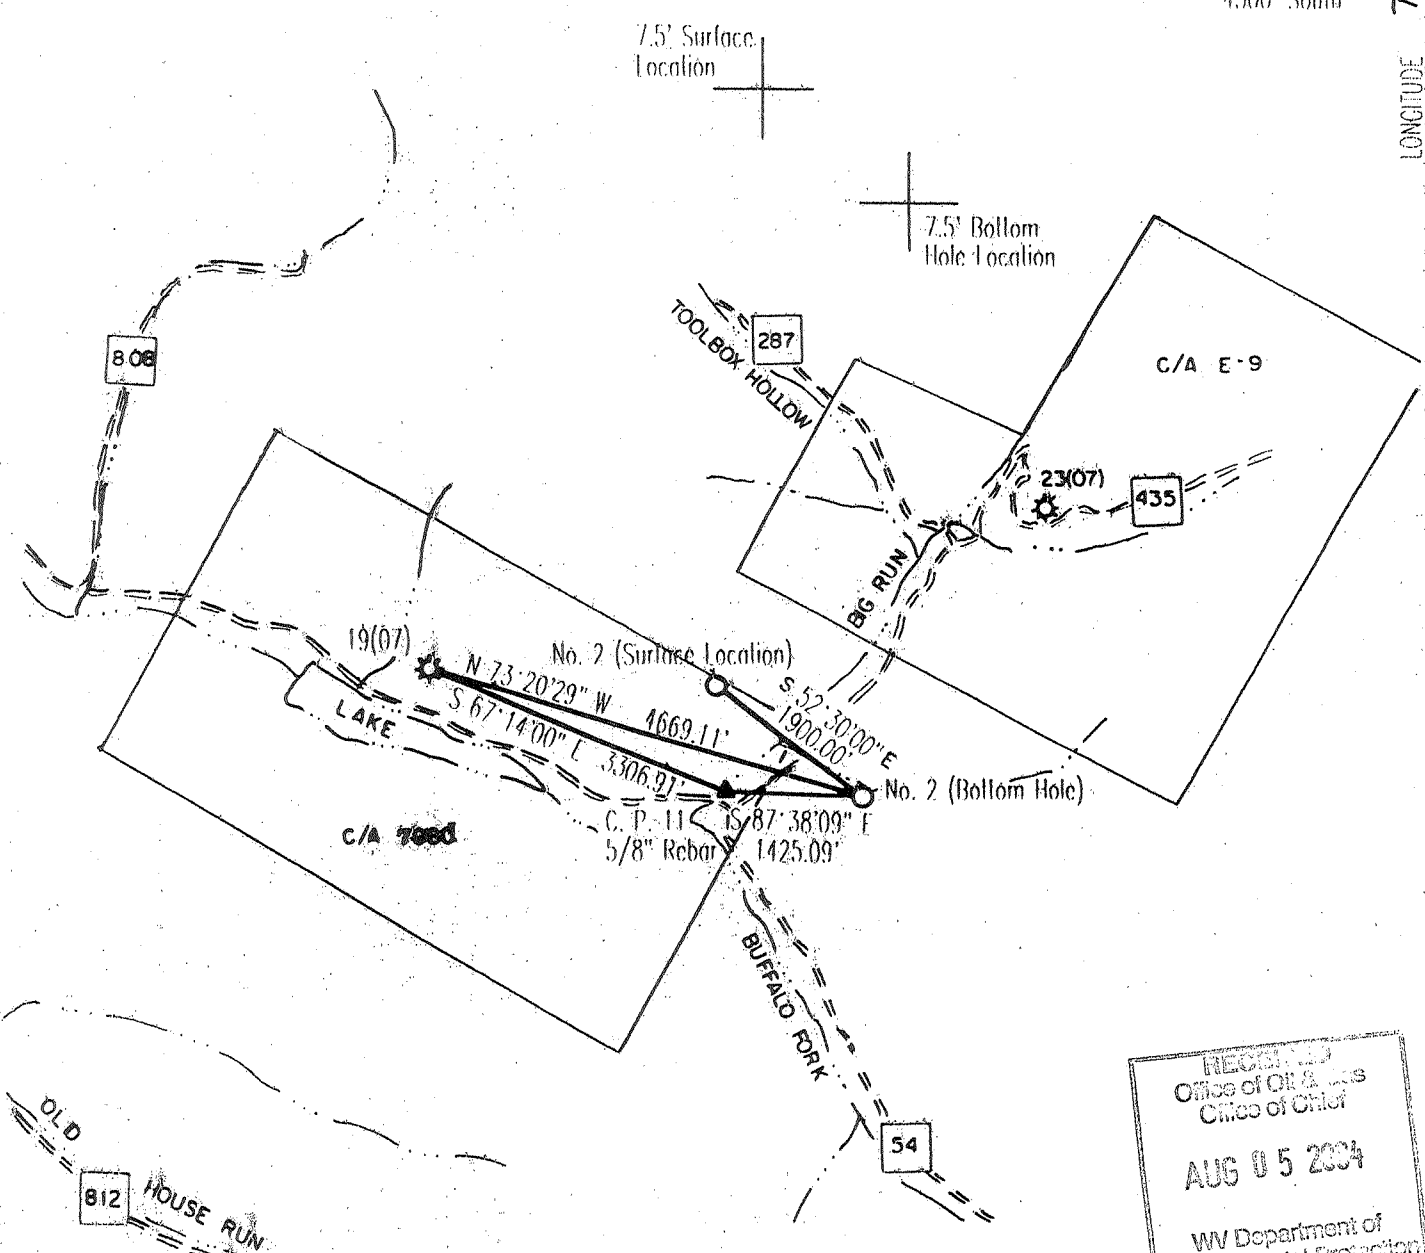 7.5' Surface
Location
LONGITUDE
7.5' Bottom
Hole Location
TOOLBOX HOLLOW
287
808
C/A E-9
23(07)
435
BIG RUN
19(07)
No. 2 (Surface Location)
N 73°20'29" W
4669.11'
S 67°14'00" E
3306.91'
S 52°30'00" E
1900.00'
LAKE
No. 2 (Bottom Hole)
C. P. 11
5/8" Rebar
S 87°38'09" E
1425.09'
C/A
BUFFALO FORK
54
OLD
HOUSE RUN
812
RECEIVED
Office of Oil & Gas
Office of Chief
AUG 05 2004
WV Department of